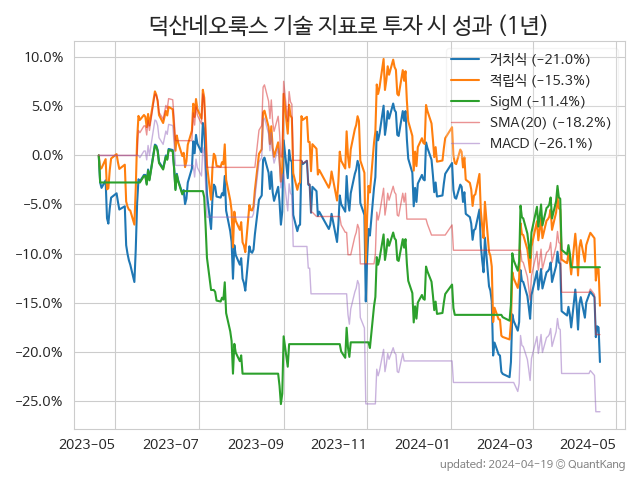 덕산네오룩스 기술 지표로 투자 시 성과 (1년)
10.0%
5.0%
0.0%
−5.0%
−10.0%
−15.0%
−20.0%
−25.0%
거치식 (−21.0%)
적립식 (−15.3%)
SigM (−11.4%)
SMA(20) (−18.2%)
MACD (−26.1%)
2023−05 2023−07 2023−09 2023−11 2024−01 2024−03 2024−05
updated: 2024−04−19 @ QuantKang